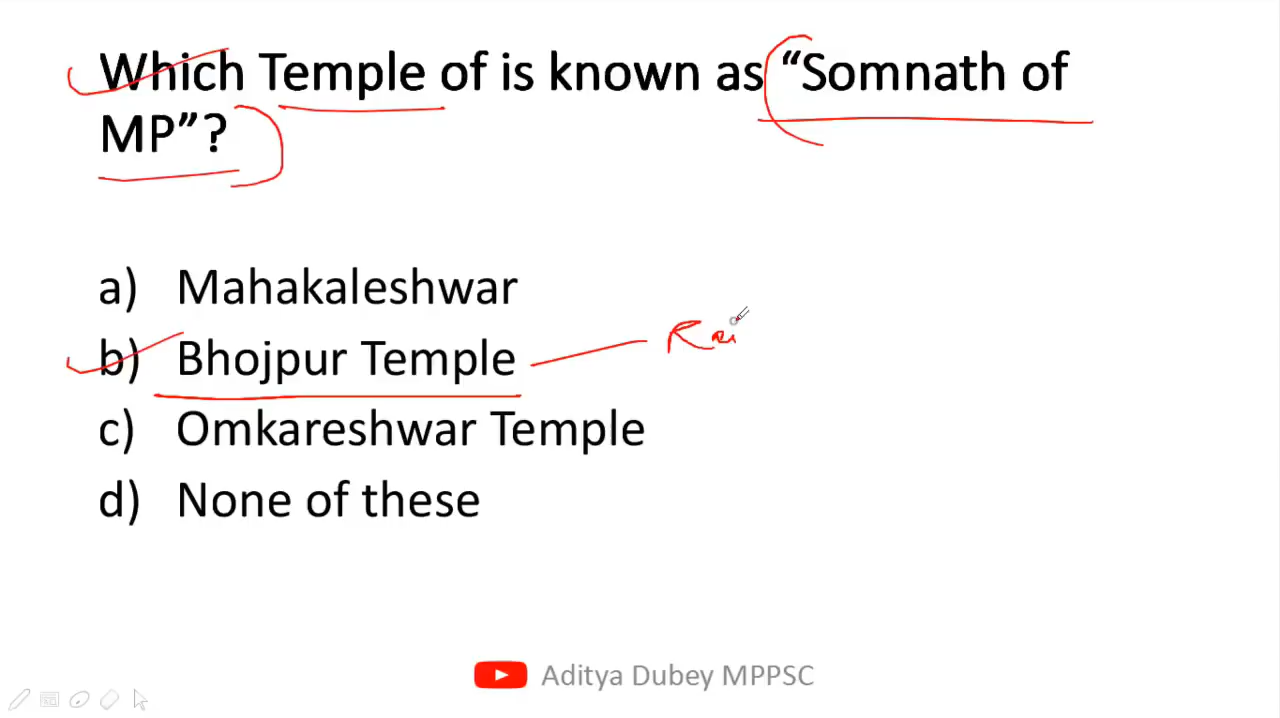 Which Temple of is known as “Somnath of
MP”?
a) Mahakaleshwar
b) Bhojpur Temple
Rai
c) Omkareshwar Temple
d) None of these
Aditya Dubey MPPSC